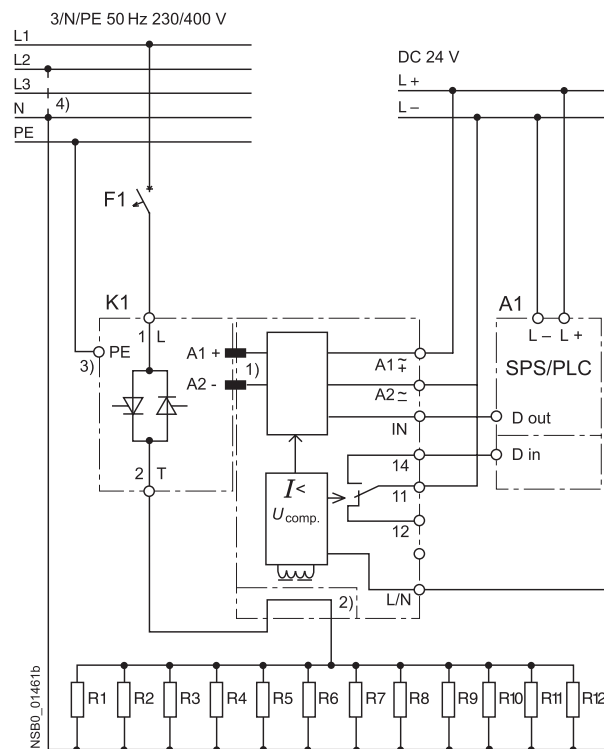 3/N/PE 50 Hz 230/400 V
L1
DC 24 V
L2
L +
L3
4)
N
L –
PE
F1
K1
A1
1 L
L – L +
PE
A1 +
1)
A1 ~ +
SPS/PLC
3)
A2 -
A2 ~ –
IN
D out
14
D in
2 T
I<
11
U comp.
12
2)
L/N
R1 R2 R3 R4 R5 R6 R7 R8 R9 R10 R11 R12
NSB0_01461b